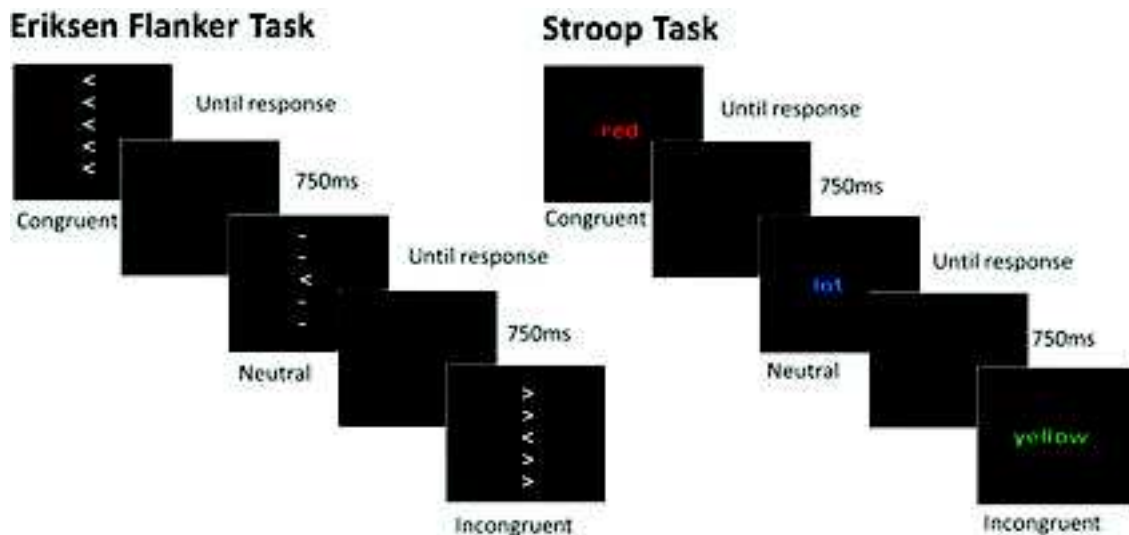 Eriksen Flanker Task
<
<
<
<
<
Until response
Congruent
750ms
-
-
<
-
-
Until response
Neutral
750ms
>
>
<
>
>
Incongruent
Stroop Task
red
Until response
Congruent
750ms
lot
Until response
Neutral
750ms
yellow
Incongruent